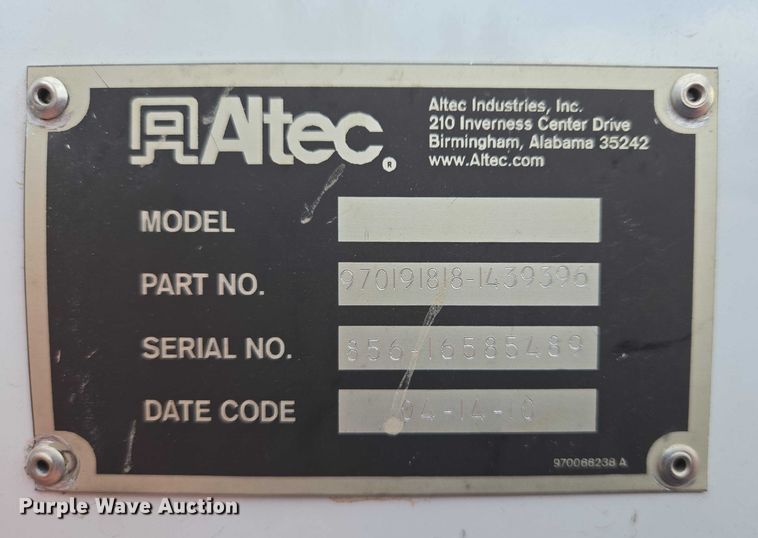 Altec ®
Altec Industries, Inc.
210 Inverness Center Drive
Birmingham, Alabama 35242
www.Altec.com
MODEL
PART NO. 970191818-1439396
SERIAL NO. 856-16585489
DATE CODE 04-14-10
970066238 A
Purple Wave Auction